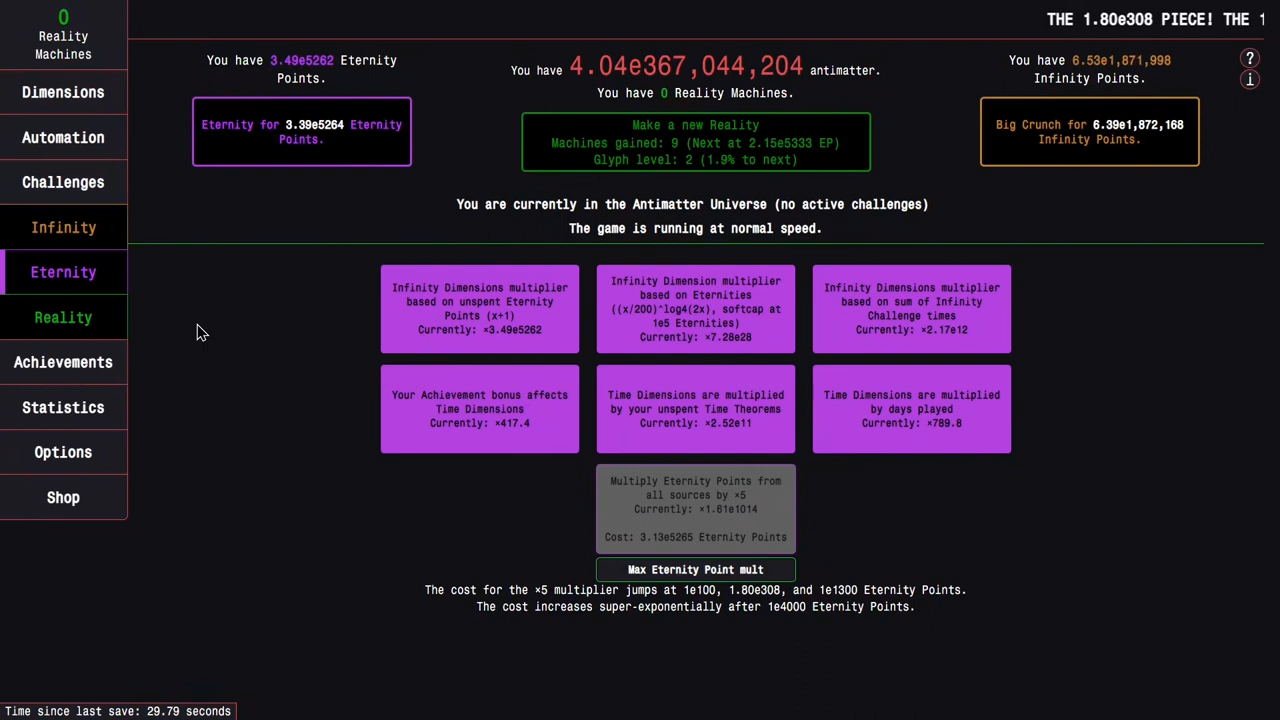 0
Reality
Machines
THE 1.80e308 PIECE! THE 1
You have 3.49e5262 Eternity
Points.
Eternity for 3.39e5264 Eternity
Points.
You have 4.04e367,044,204 antimatter.
You have 0 Reality Machines.
Make a new Reality
Machines gained: 9 (Next at 2.15e5333 EP)
Glyph level: 2 (1.9% to next)
You have 6.53e1,871,998
Infinity Points.
Big Crunch for 6.39e1,872,168
Infinity Points.
?
i
Dimensions
Automation
Challenges
Infinity
Eternity
Reality
Achievements
Statistics
Options
Shop
You are currently in the Antimatter Universe (no active challenges)
The game is running at normal speed.
Infinity Dimensions multiplier
based on unspent Eternity
Points (x+1)
Currently: ×3.49e5262
Infinity Dimension multiplier
based on Eternities
((x/200)^log4(2x), softcap at
1e5 Eternities)
Currently: ×7.28e28
Infinity Dimensions multiplier
based on sum of Infinity
Challenge times
Currently: ×2.17e12
Your Achievement bonus affects
Time Dimensions
Currently: ×417.4
Time Dimensions are multiplied
by your unspent Time Theorems
Currently: ×2.52e11
Time Dimensions are multiplied
by days played
Currently: ×789.8
Multiply Eternity Points from
all sources by ×5
Currently: ×1.61e1014
Cost: 3.13e5265 Eternity Points
Max Eternity Point mult
The cost for the ×5 multiplier jumps at 1e100, 1.80e308, and 1e1300 Eternity Points.
The cost increases super-exponentially after 1e4000 Eternity Points.
Time since last save: 29.79 seconds